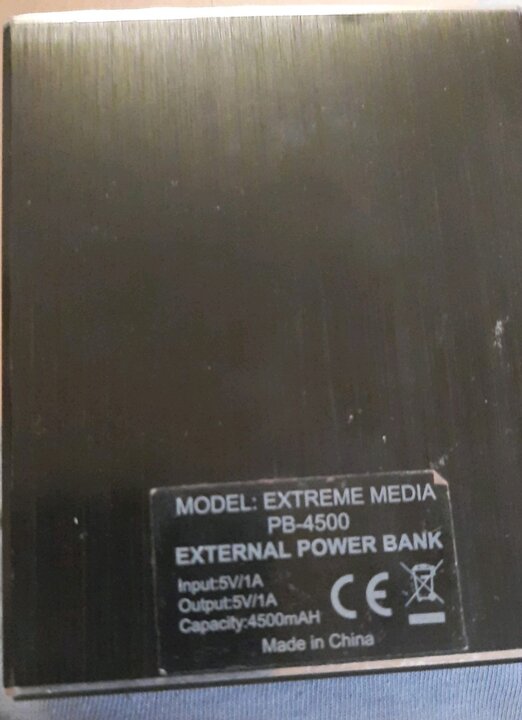 MODEL: EXTREME MEDIA
PB-4500
EXTERNAL POWER BANK
Input:5V/1A
Output:5V/1A
Capacity:4500mAH
CE
Made in China